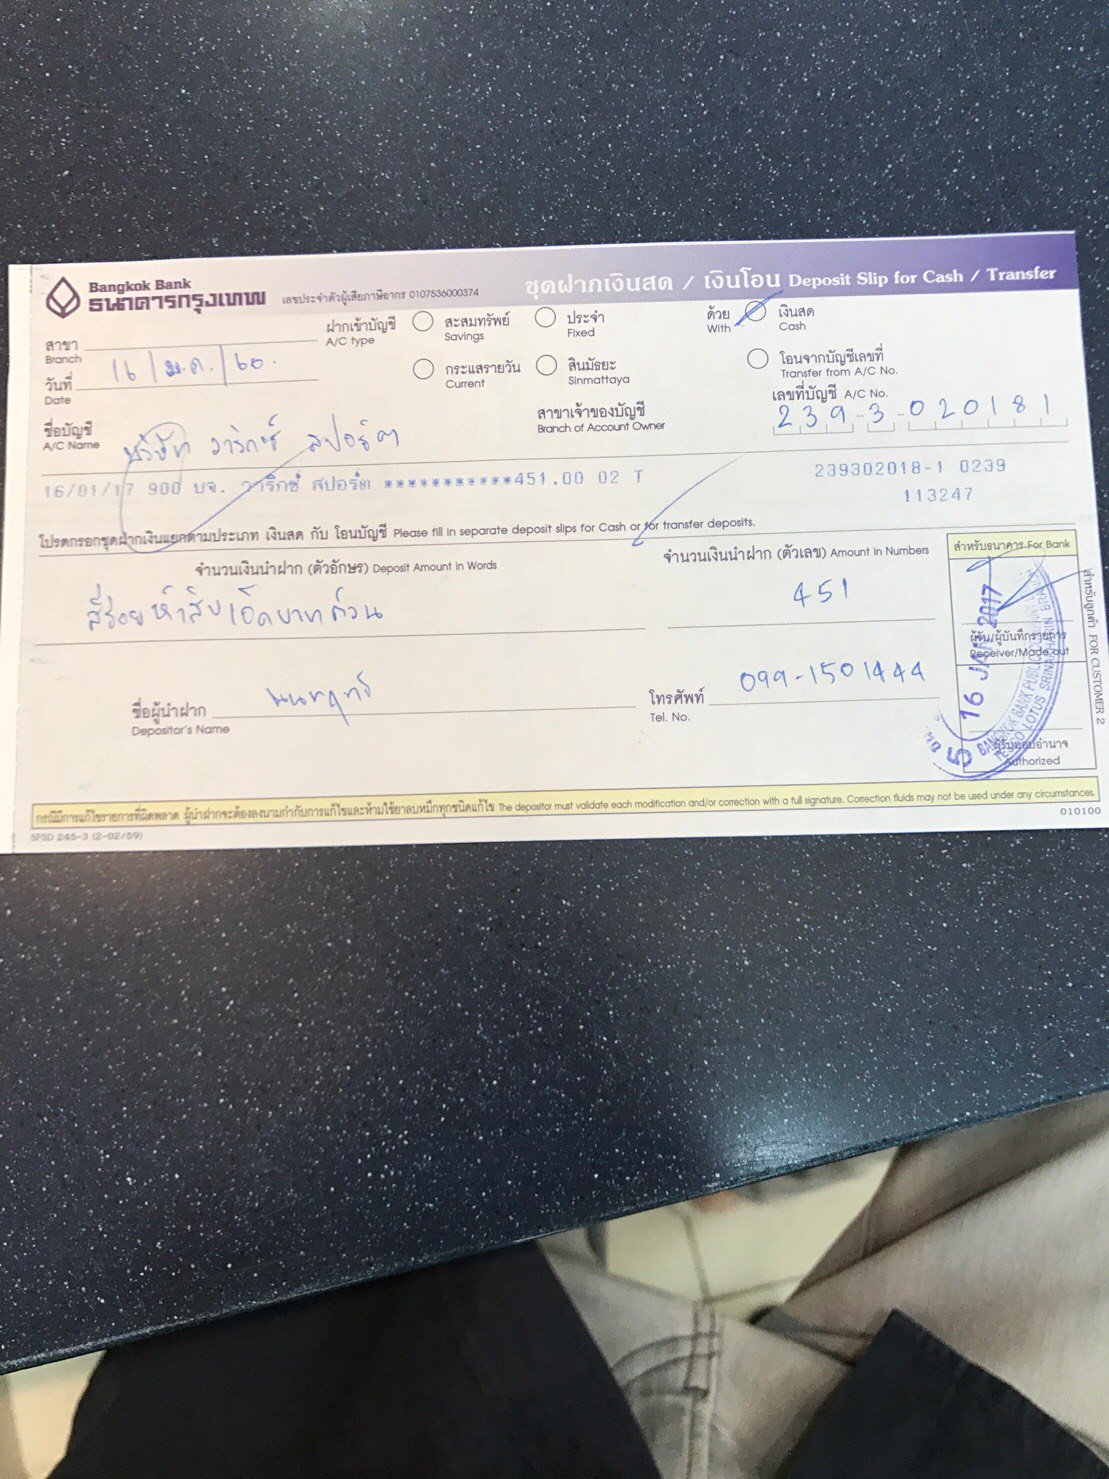 Bangkok Bank
ธนาคารกรุงเทพ
เลขประจำตัวผู้เสียภาษีอากร 0107536000374
ชุดฝากเงินสด / เงินโอน Deposit Slip for Cash / Transfer
สาขา
Branch
ฝากเข้าบัญชี
A/C type
สะสมทรัพย์
Savings
ประจำ
Fixed
ด้วย
With
เงินสด
Cash
วันที่ 16 / ม.ค. / 60.
Date
กระแสรายวัน
Current
สินมัธยะ
Sinmattaya
โอนจากบัญชีเลขที่
Transfer from A/C No.
ชื่อบัญชี
A/C Name
บริษัท วาริกซ์ สปอร์ต
สาขาเจ้าของบัญชี
Branch of Account Owner
เลขที่บัญชี A/C No.
239-3-020181
16/01/17 900 บจ. วาริกซ์ สปอร์ต ***********451.00 02 T
239302018-1 0239
113247
โปรดกรอกชุดฝากเงินแยกตามประเภท เงินสด กับ โอนบัญชี Please fill in separate deposit slips for Cash or for transfer deposits.
จำนวนเงินนำฝาก (ตัวอักษร) Deposit Amount in Words
จำนวนเงินนำฝาก (ตัวเลข) Amount in Numbers
สำหรับธนาคาร For Bank
สี่ร้อยห้าสิบเอ็ดบาทถ้วน
451
ผู้รับ/ผู้บันทึกรายการ
Receiver/Made out
ชื่อผู้นำฝาก
Depositor's Name
โทรศัพท์ 099-1501444
Tel. No.
ผู้รับมอบอำนาจ
Authorized
5 16 JAN 2017
BANGKOK BANK PUBLIC
TESCO LOTUS SRINAKHARIN BRANCH
สำหรับลูกค้า FOR CUSTOMER 2
กรณีมีการแก้ไขรายการที่ผิดพลาด ผู้นำฝากจะต้องลงนามกำกับการแก้ไขและห้ามใช้ยาลบหมึกทุกชนิดแก้ไข The depositor must validate each modification and/or correction with a full signature. Correction fluids may not be used under any circumstances.
SFSD 245-3 (2-02/59)
010100